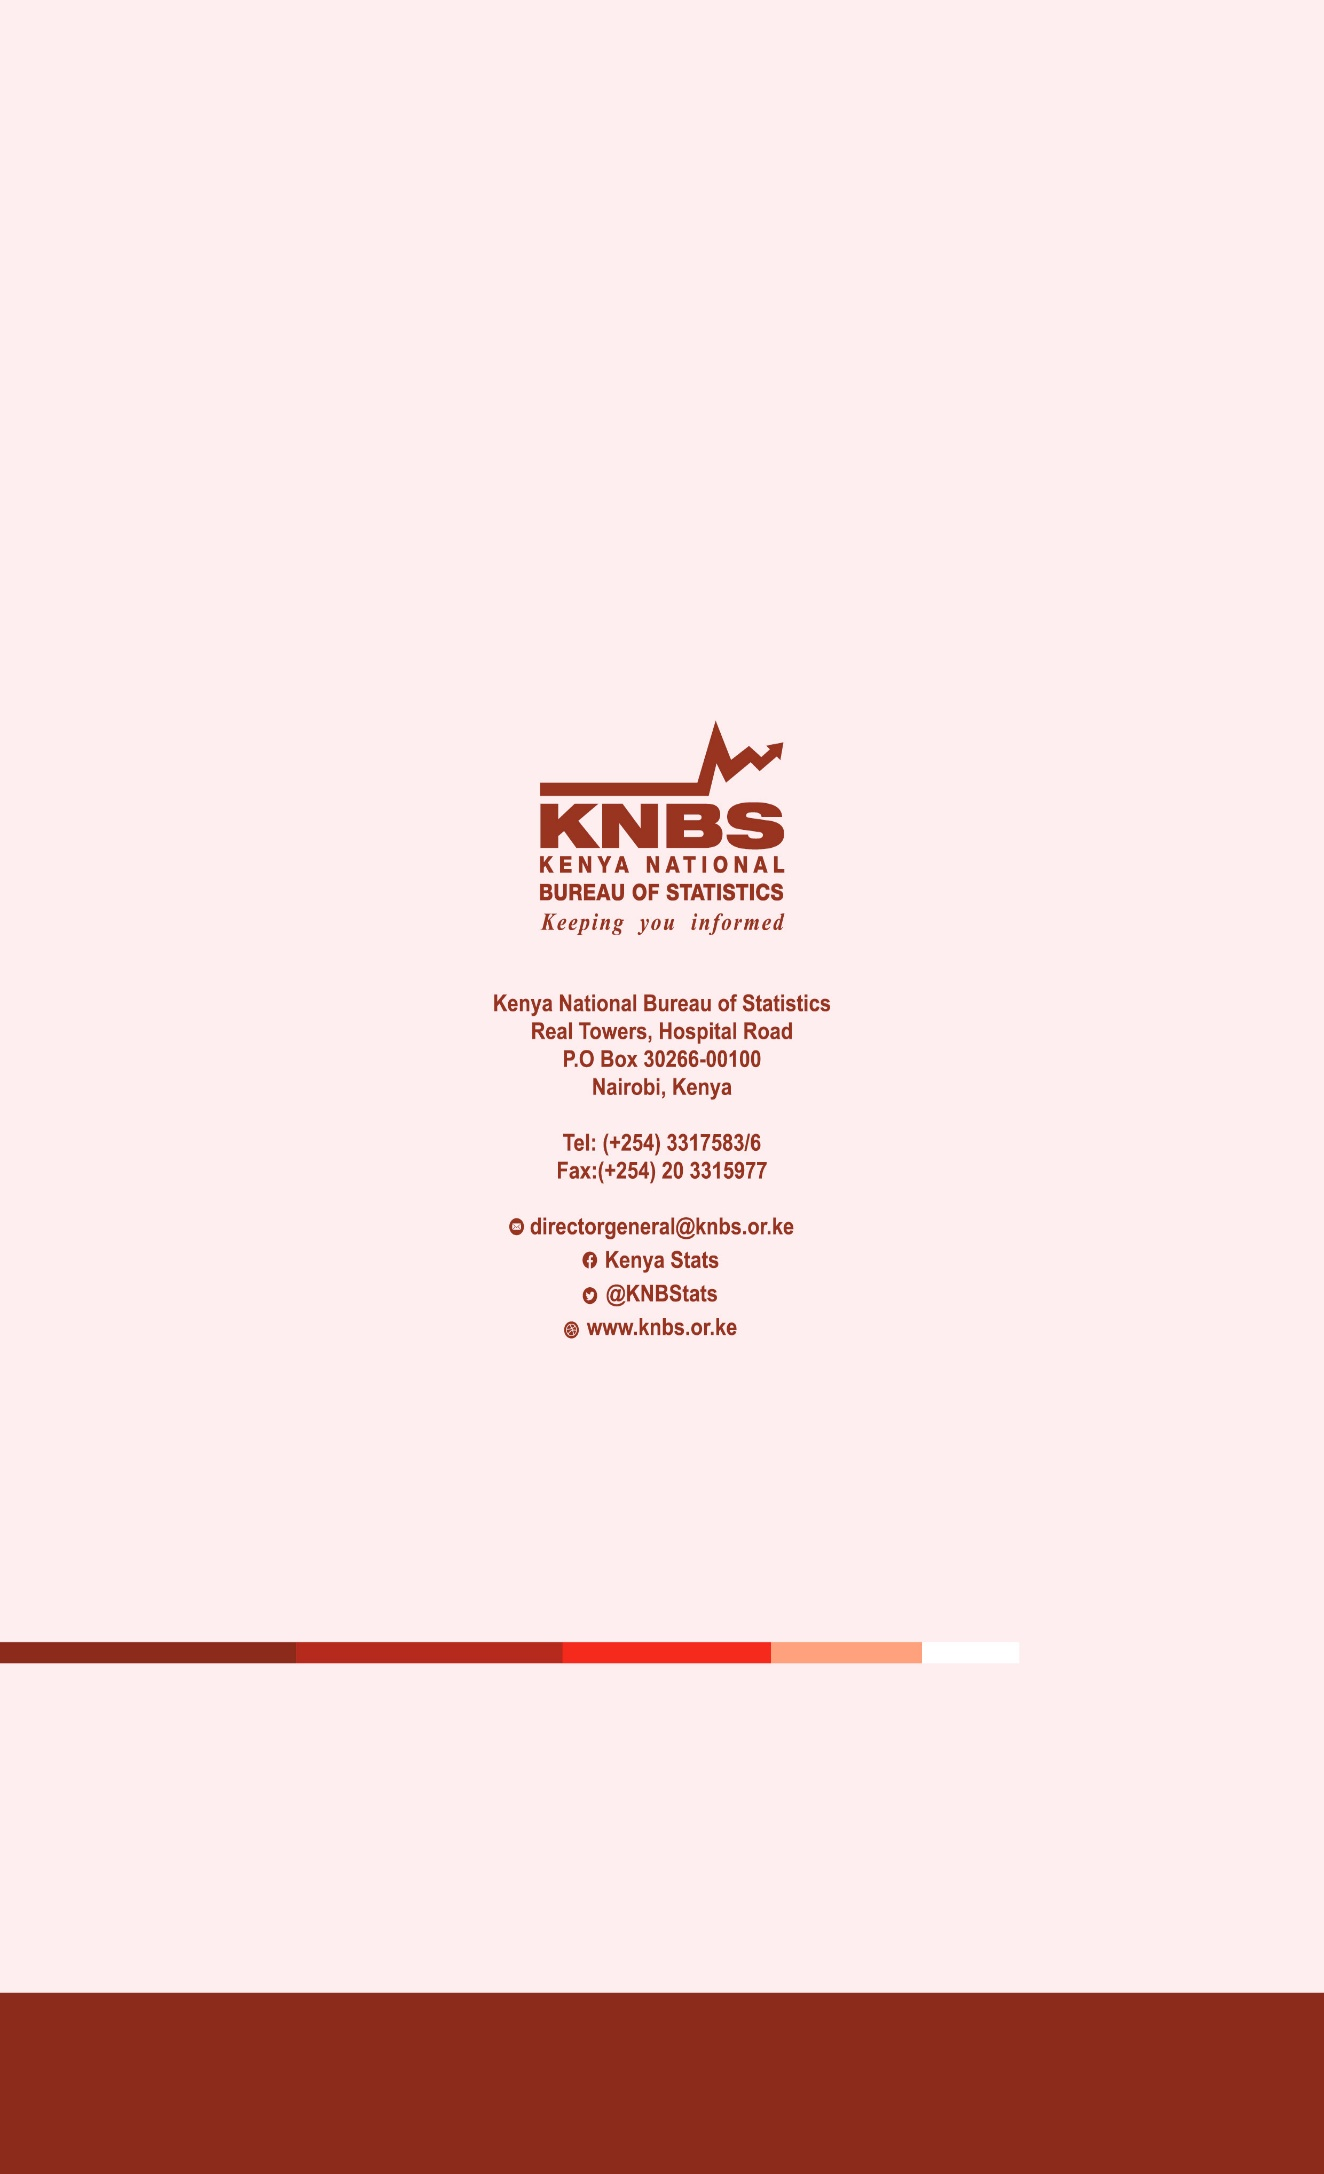 KNBS
KENYA NATIONAL
BUREAU OF STATISTICS
Keeping you informed
Kenya National Bureau of Statistics
Real Towers, Hospital Road
P.O Box 30266-00100
Nairobi, Kenya
Tel: (+254) 3317583/6
Fax:(+254) 20 3315977
directorgeneral@knbs.or.ke
Kenya Stats
@KNBStats
www.knbs.or.ke